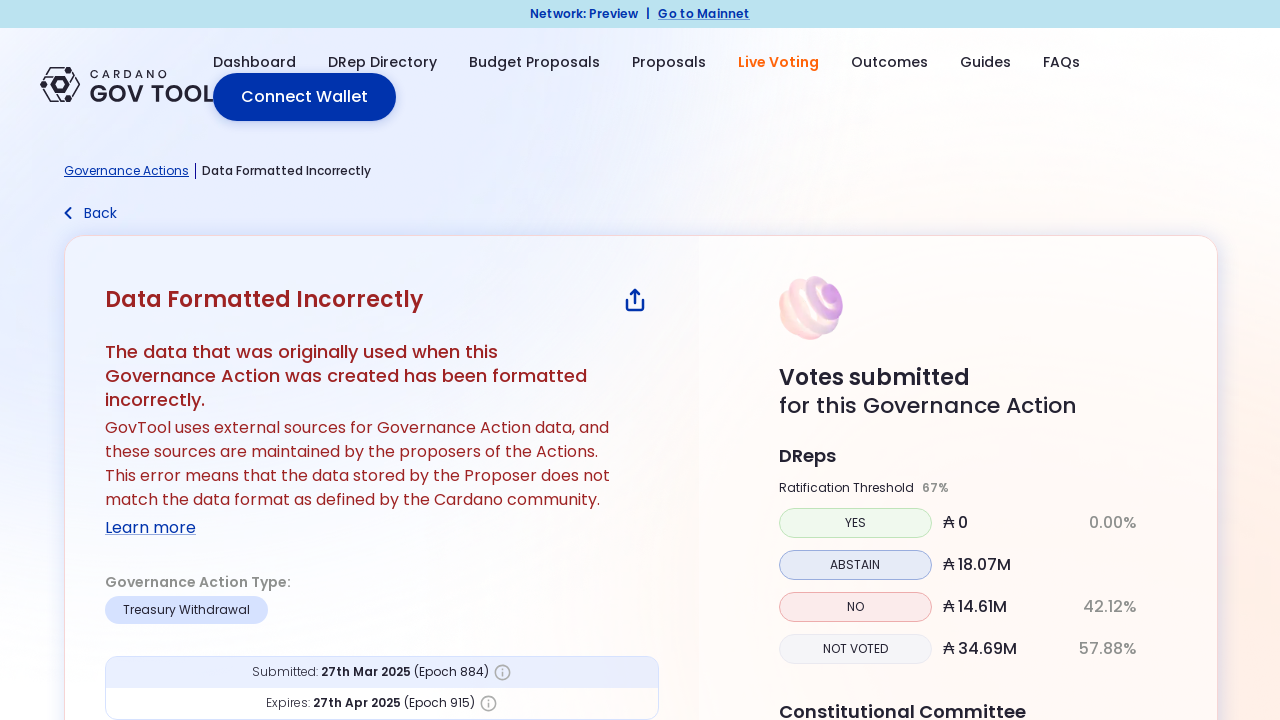 Network: Preview | Go to Mainnet
CARDANO
GOV TOOL
Dashboard DRep Directory Budget Proposals Proposals Live Voting Outcomes Guides FAQs
Connect Wallet
Governance Actions | Data Formatted Incorrectly
Back
Data Formatted Incorrectly
The data that was originally used when this
Governance Action was created has been formatted
incorrectly.
GovTool uses external sources for Governance Action data, and
these sources are maintained by the proposers of the Actions.
This error means that the data stored by the Proposer does not
match the data format as defined by the Cardano community.
Learn more
Governance Action Type:
Treasury Withdrawal
Submitted: 27th Mar 2025 (Epoch 884)
Expires: 27th Apr 2025 (Epoch 915)
Votes submitted
for this Governance Action
DReps
Ratification Threshold 67%
YES ₳ 0 0.00%
ABSTAIN ₳ 18.07M
NO ₳ 14.61M 42.12%
NOT VOTED ₳ 34.69M 57.88%
Constitutional Committee